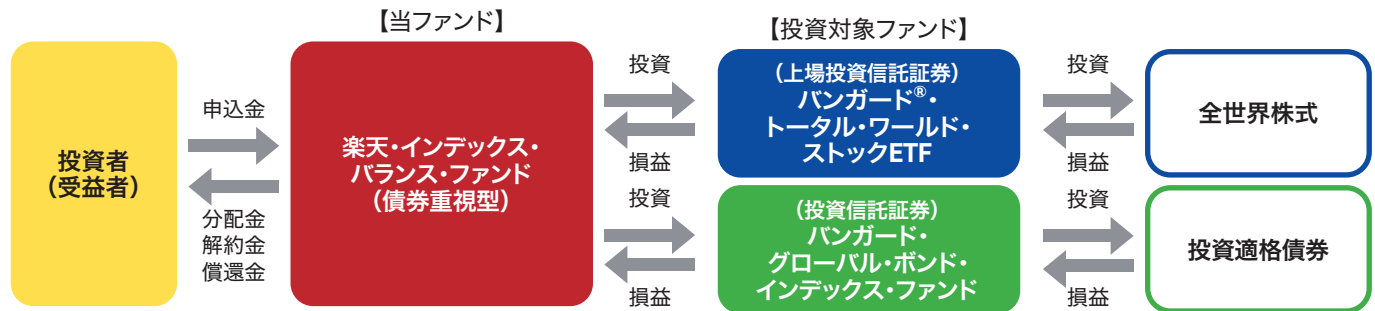 【当ファンド】
【投資対象ファンド】
投資者
（受益者）
申込金
分配金
解約金
償還金
楽天・インデックス・
バランス・ファンド
（債券重視型）
投資
損益
投資
損益
（上場投資信託証券）
バンガード®・
トータル・ワールド・
ストックETF
（投資信託証券）
バンガード・
グローバル・ボンド・
インデックス・ファンド
投資
損益
投資
損益
全世界株式
投資適格債券